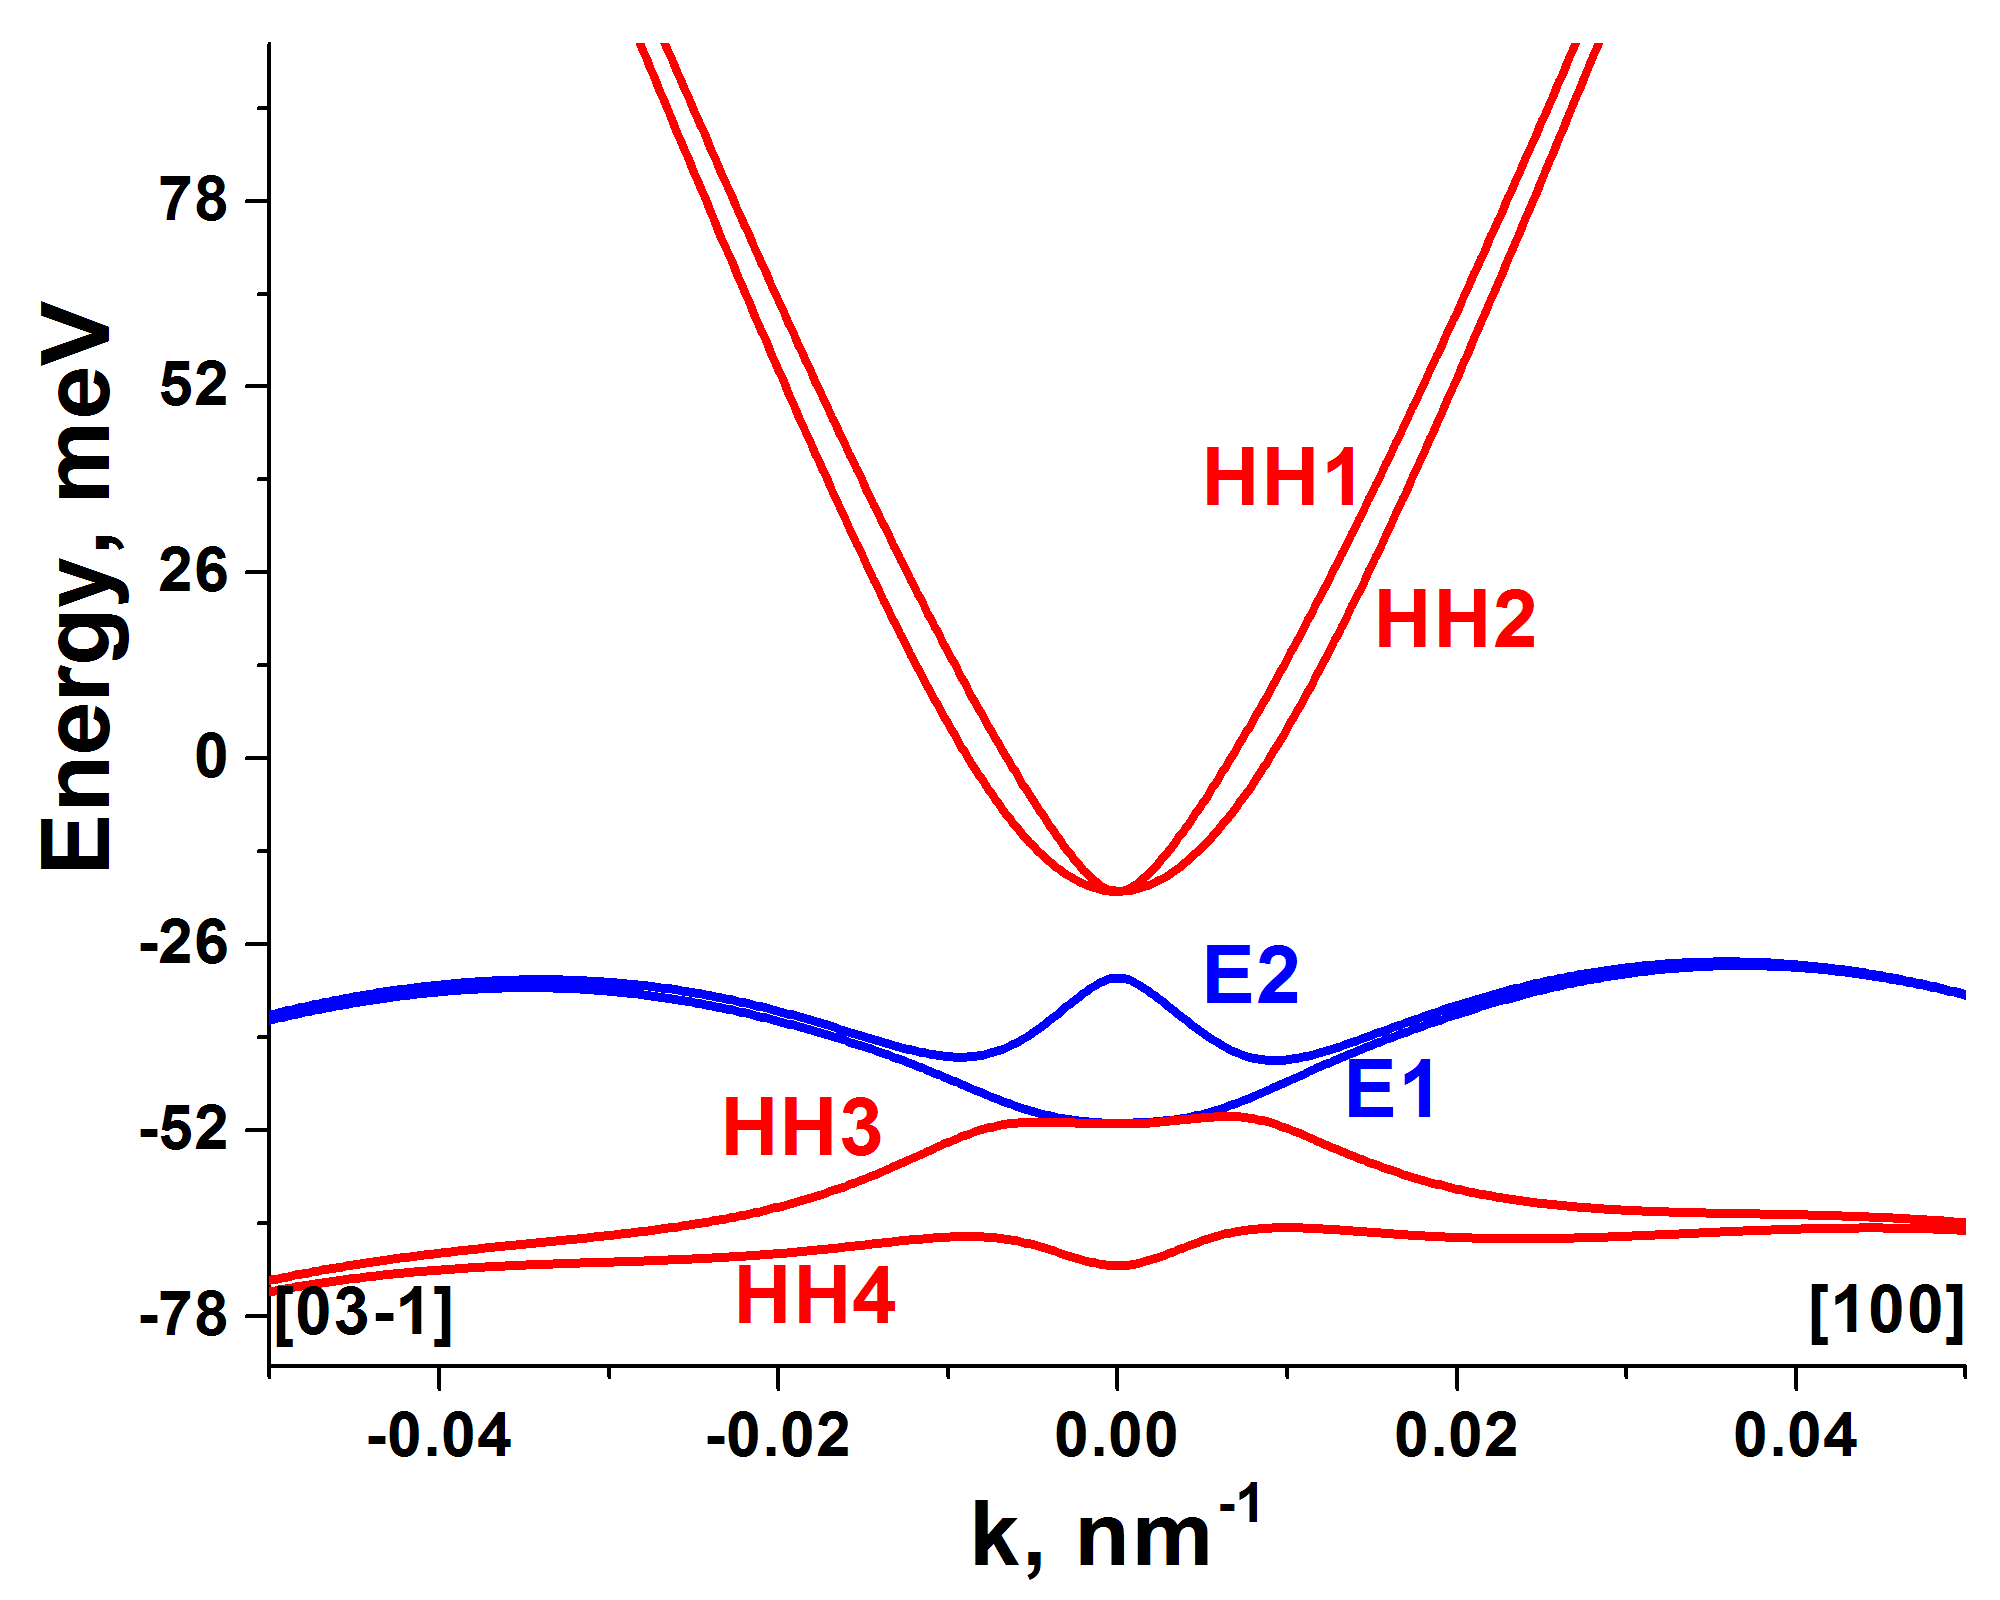 Energy, meV
78
52
26
0
-26
-52
-78
HH1
HH2
E2
E1
HH3
HH4
[03-1]
[100]
-0.04
-0.02
0.00
0.02
0.04
k, nm⁻¹